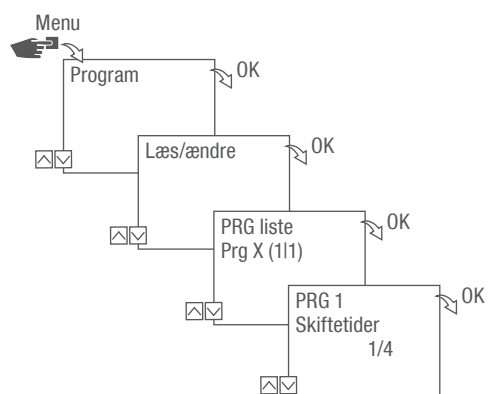 Menu
Program
OK
Læs/ændre
OK
PRG liste
Prg X (1|1)
OK
PRG 1
Skiftetider
1/4
OK